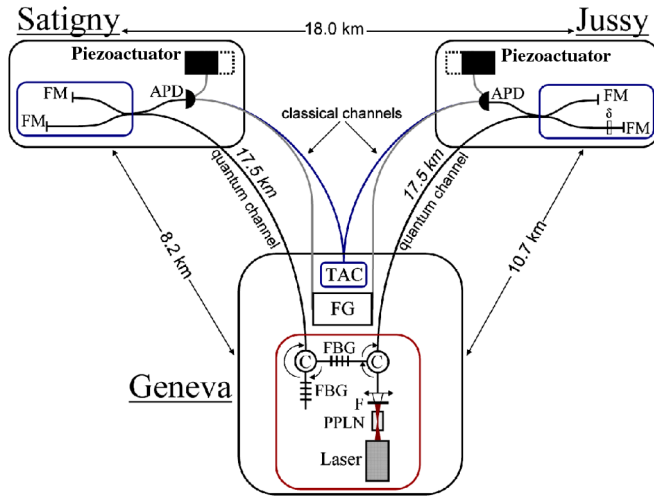 Satigny
18.0 km
Jussy
Piezoactuator
Piezoactuator
APD
APD
FM
FM
FM
δ
FM
classical channels
17.5 km
quantum channel
17.5 km
quantum channel
8.2 km
10.7 km
TAC
FG
FBG
C
C
FBG
Geneva
F
PPLN
Laser